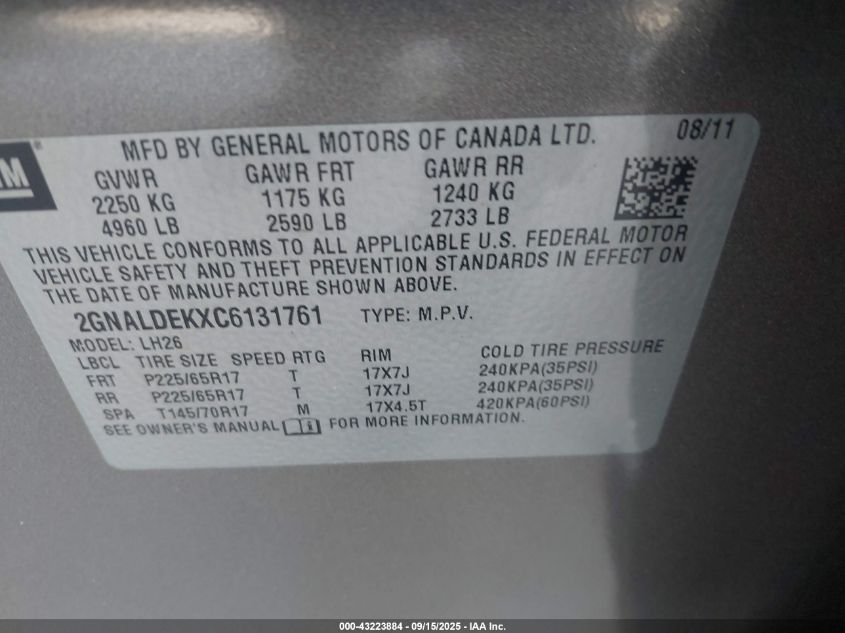 MFD BY GENERAL MOTORS OF CANADA LTD. 08/11
GM®
GVWR GAWR FRT GAWR RR
2250 KG 1175 KG 1240 KG
4960 LB 2590 LB 2733 LB
THIS VEHICLE CONFORMS TO ALL APPLICABLE U.S. FEDERAL MOTOR
VEHICLE SAFETY AND THEFT PREVENTION STANDARDS IN EFFECT ON
THE DATE OF MANUFACTURE SHOWN ABOVE.
2GNALDEKXC6131761 TYPE: M.P.V.
MODEL: LH26
LBCL TIRE SIZE SPEED RTG RIM COLD TIRE PRESSURE
FRT P225/65R17 T 17X7J 240KPA(35PSI)
RR P225/65R17 T 17X7J 240KPA(35PSI)
SPA T145/70R17 M 17X4.5T 420KPA(60PSI)
SEE OWNER'S MANUAL FOR MORE INFORMATION.
000-43223884 - 09/15/2025 - IAA Inc.